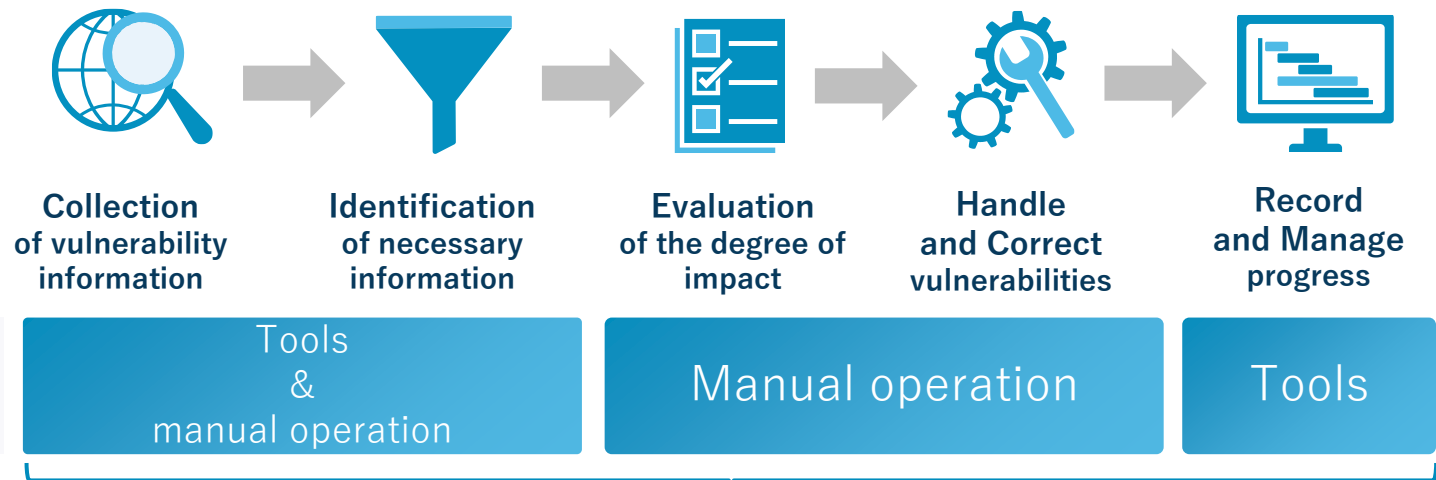 Collection
of vulnerability
information
Identification
of necessary
information
Evaluation
of the degree of
impact
Handle
and Correct
vulnerabilities
Record
and Manage
progress
Tools
&
manual operation
Manual operation
Tools